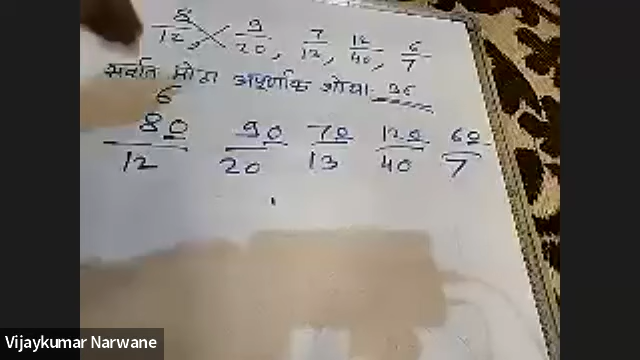 8/12, 9/20, 7/12, 12/40, 6/7
सर्वात मोठा अपूर्णांक शोधा
6
80/12 90/20 70/13 120/40 60/7
Vijaykumar Narwane